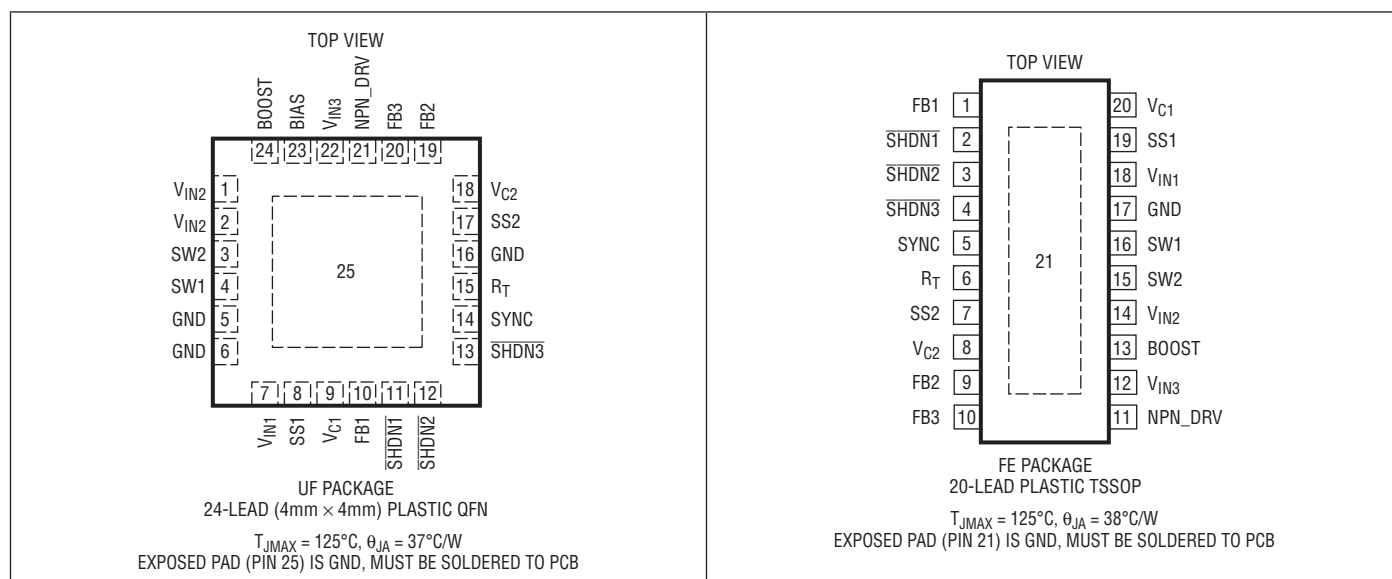 TOP VIEW
BOOST
BIAS
VIN3
NPN_DRV
FB3
FB2
24 23 22 21 20 19
VIN2 1
VIN2 2
SW2 3
SW1 4
GND 5
GND 6
25
18 VC2
17 SS2
16 GND
15 RT
14 SYNC
13 SHDN3
7 8 9 10 11 12
VIN1
SS1
VC1
FB1
SHDN1
SHDN2
UF PACKAGE
24-LEAD (4mm × 4mm) PLASTIC QFN
TJMAX = 125°C, θJA = 37°C/W
EXPOSED PAD (PIN 25) IS GND, MUST BE SOLDERED TO PCB
TOP VIEW
FB1 1
SHDN1 2
SHDN2 3
SHDN3 4
SYNC 5
RT 6
SS2 7
VC2 8
FB2 9
FB3 10
21
20 VC1
19 SS1
18 VIN1
17 GND
16 SW1
15 SW2
14 VIN2
13 BOOST
12 VIN3
11 NPN_DRV
FE PACKAGE
20-LEAD PLASTIC TSSOP
TJMAX = 125°C, θJA = 38°C/W
EXPOSED PAD (PIN 21) IS GND, MUST BE SOLDERED TO PCB